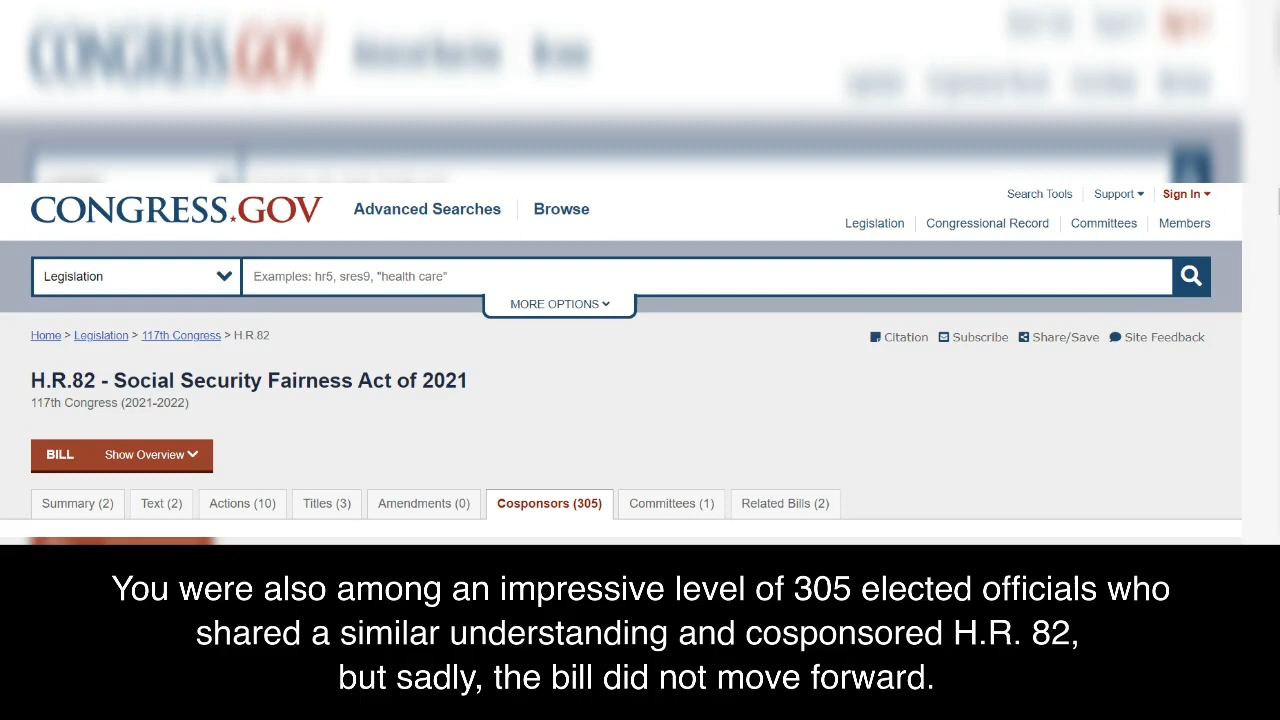 CONGRESS.GOV
CONGRESS.GOV Advanced Searches Browse
Search Tools Support Sign In
Legislation Congressional Record Committees Members
Legislation Examples: hr5, sres9, "health care"
MORE OPTIONS
Home > Legislation > 117th Congress > H.R.82
Citation Subscribe Share/Save Site Feedback
H.R.82 - Social Security Fairness Act of 2021
117th Congress (2021-2022)
BILL Show Overview
Summary (2) Text (2) Actions (10) Titles (3) Amendments (0) Cosponsors (305) Committees (1) Related Bills (2)
You were also among an impressive level of 305 elected officials who
shared a similar understanding and cosponsored H.R. 82,
but sadly, the bill did not move forward.